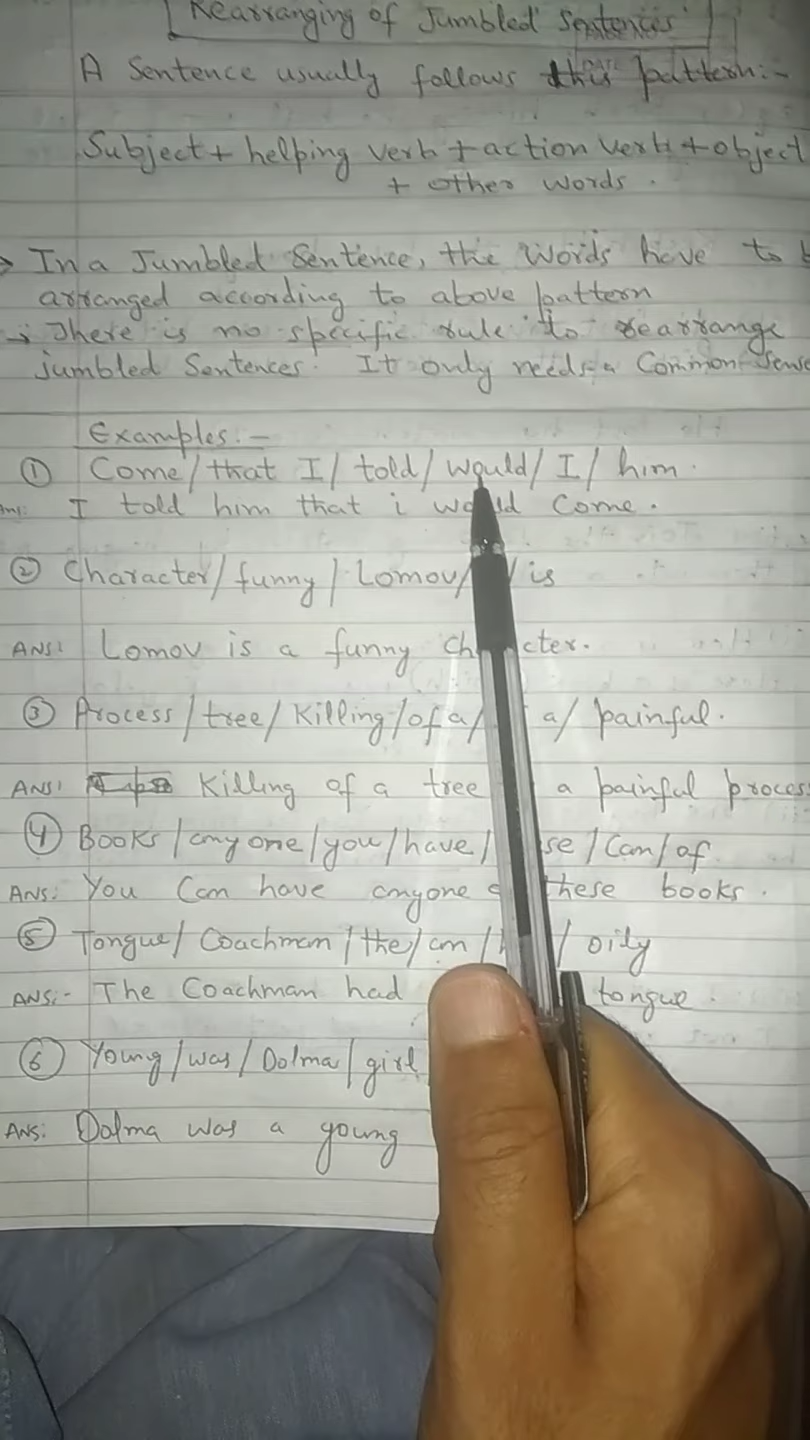 Rearranging of Jumbled Sentences
A Sentence usually follows this pattern:-
Subject + helping verb + action verb + object
+ other words.
In a Jumbled Sentence, the Words have to
arranged according to above pattern
There is no specific rule to rearrange
jumbled Sentences. It only needs a Common Sense
Examples:-
① Come/that I/told/would/I/him.
Ans: I told him that i would Come.
② Character/funny/Lomov/ /is
ANS: Lomov is a funny Ch cter.
③ Process/tree/Killing/of a/ a/painful.
ANS: Killing of a tree a painful proces
④ Books/anyone/you/have/ se/Can/of
Ans: You Can have anyone these books.
⑤ Tongue/Coachman/the/an/ /oily
ANS:- The Coachman had tongue.
⑥ Young/was/Dolma/girl
ANS: Dolma was a young